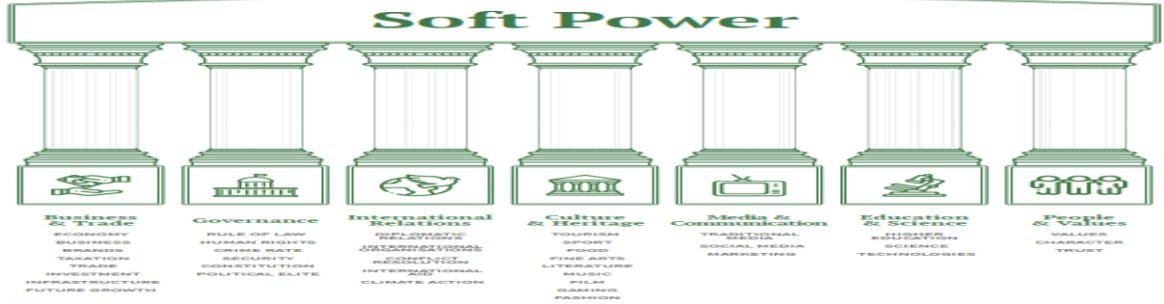 Soft Power
Business
& Trade
ECONOMY
BUSINESS
BRANDS
TAXATION
TRADE
INVESTMENT
INFRASTRUCTURE
FUTURE GROWTH
Governance
RULE OF LAW
HUMAN RIGHTS
CRIME RATE
SECURITY
CONSTITUTION
POLITICAL ELITE
International
Relations
DIPLOMATIC
RELATIONS
INTERNATIONAL
ORGANISATIONS
CONFLICT
RESOLUTION
INTERNATIONAL
AID
CLIMATE ACTION
Culture
& Heritage
TOURISM
SPORT
FOOD
FINE ARTS
LITERATURE
MUSIC
FILM
GAMING
FASHION
Media &
Communication
TRADITIONAL
MEDIA
SOCIAL MEDIA
MARKETING
Education
& Science
HIGHER
EDUCATION
SCIENCE
TECHNOLOGIES
People
& Values
VALUES
CHARACTER
TRUST